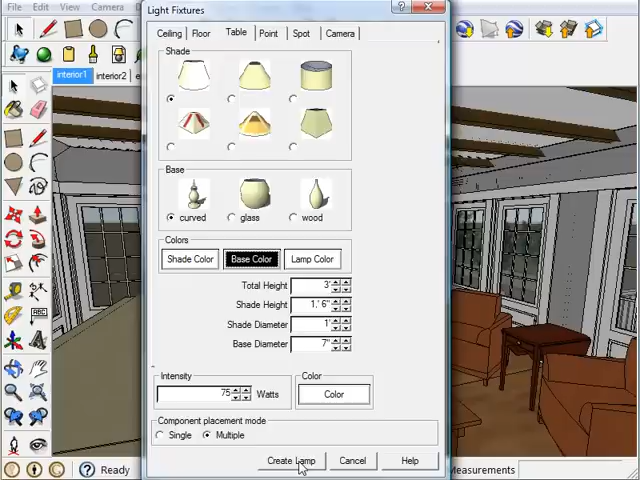 Light Fixtures
File Edit View Camera
Ceiling Floor Table Point Spot Camera
Shade
interior1 interior2
Base
curved glass wood
Colors
Shade Color Base Color Lamp Color
Total Height 3'
Shade Height 1.' 6"
Shade Diameter 1'
Base Diameter 7"
Intensity Color
75 Watts Color
Component placement mode
Single Multiple
Create Lamp Cancel Help
Ready Measurements